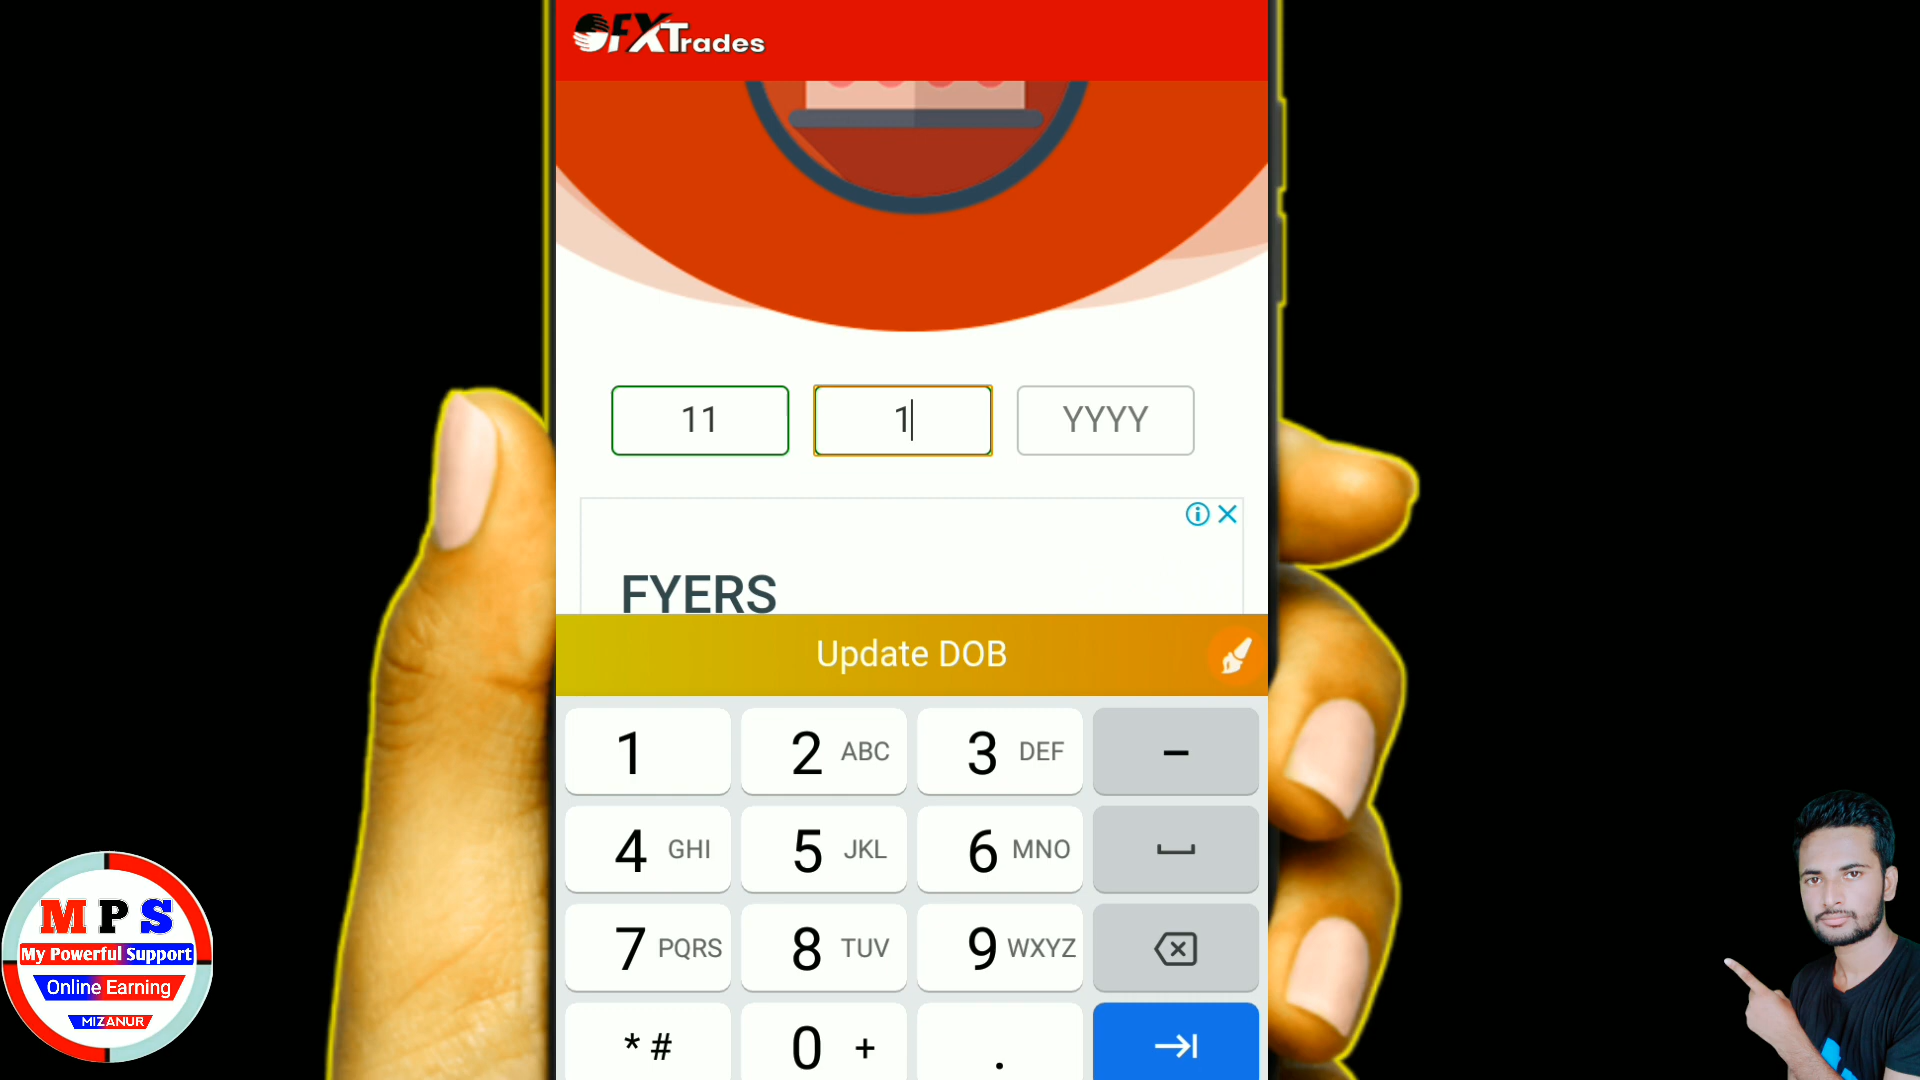 GFXTrades
11
1
YYYY
FYERS
Update DOB
1
2 ABC
3 DEF
–
4 GHI
5 JKL
6 MNO
7 PQRS
8 TUV
9 WXYZ
* #
0 +
.
M P S
My Powerful Support
Online Earning
MIZANUR